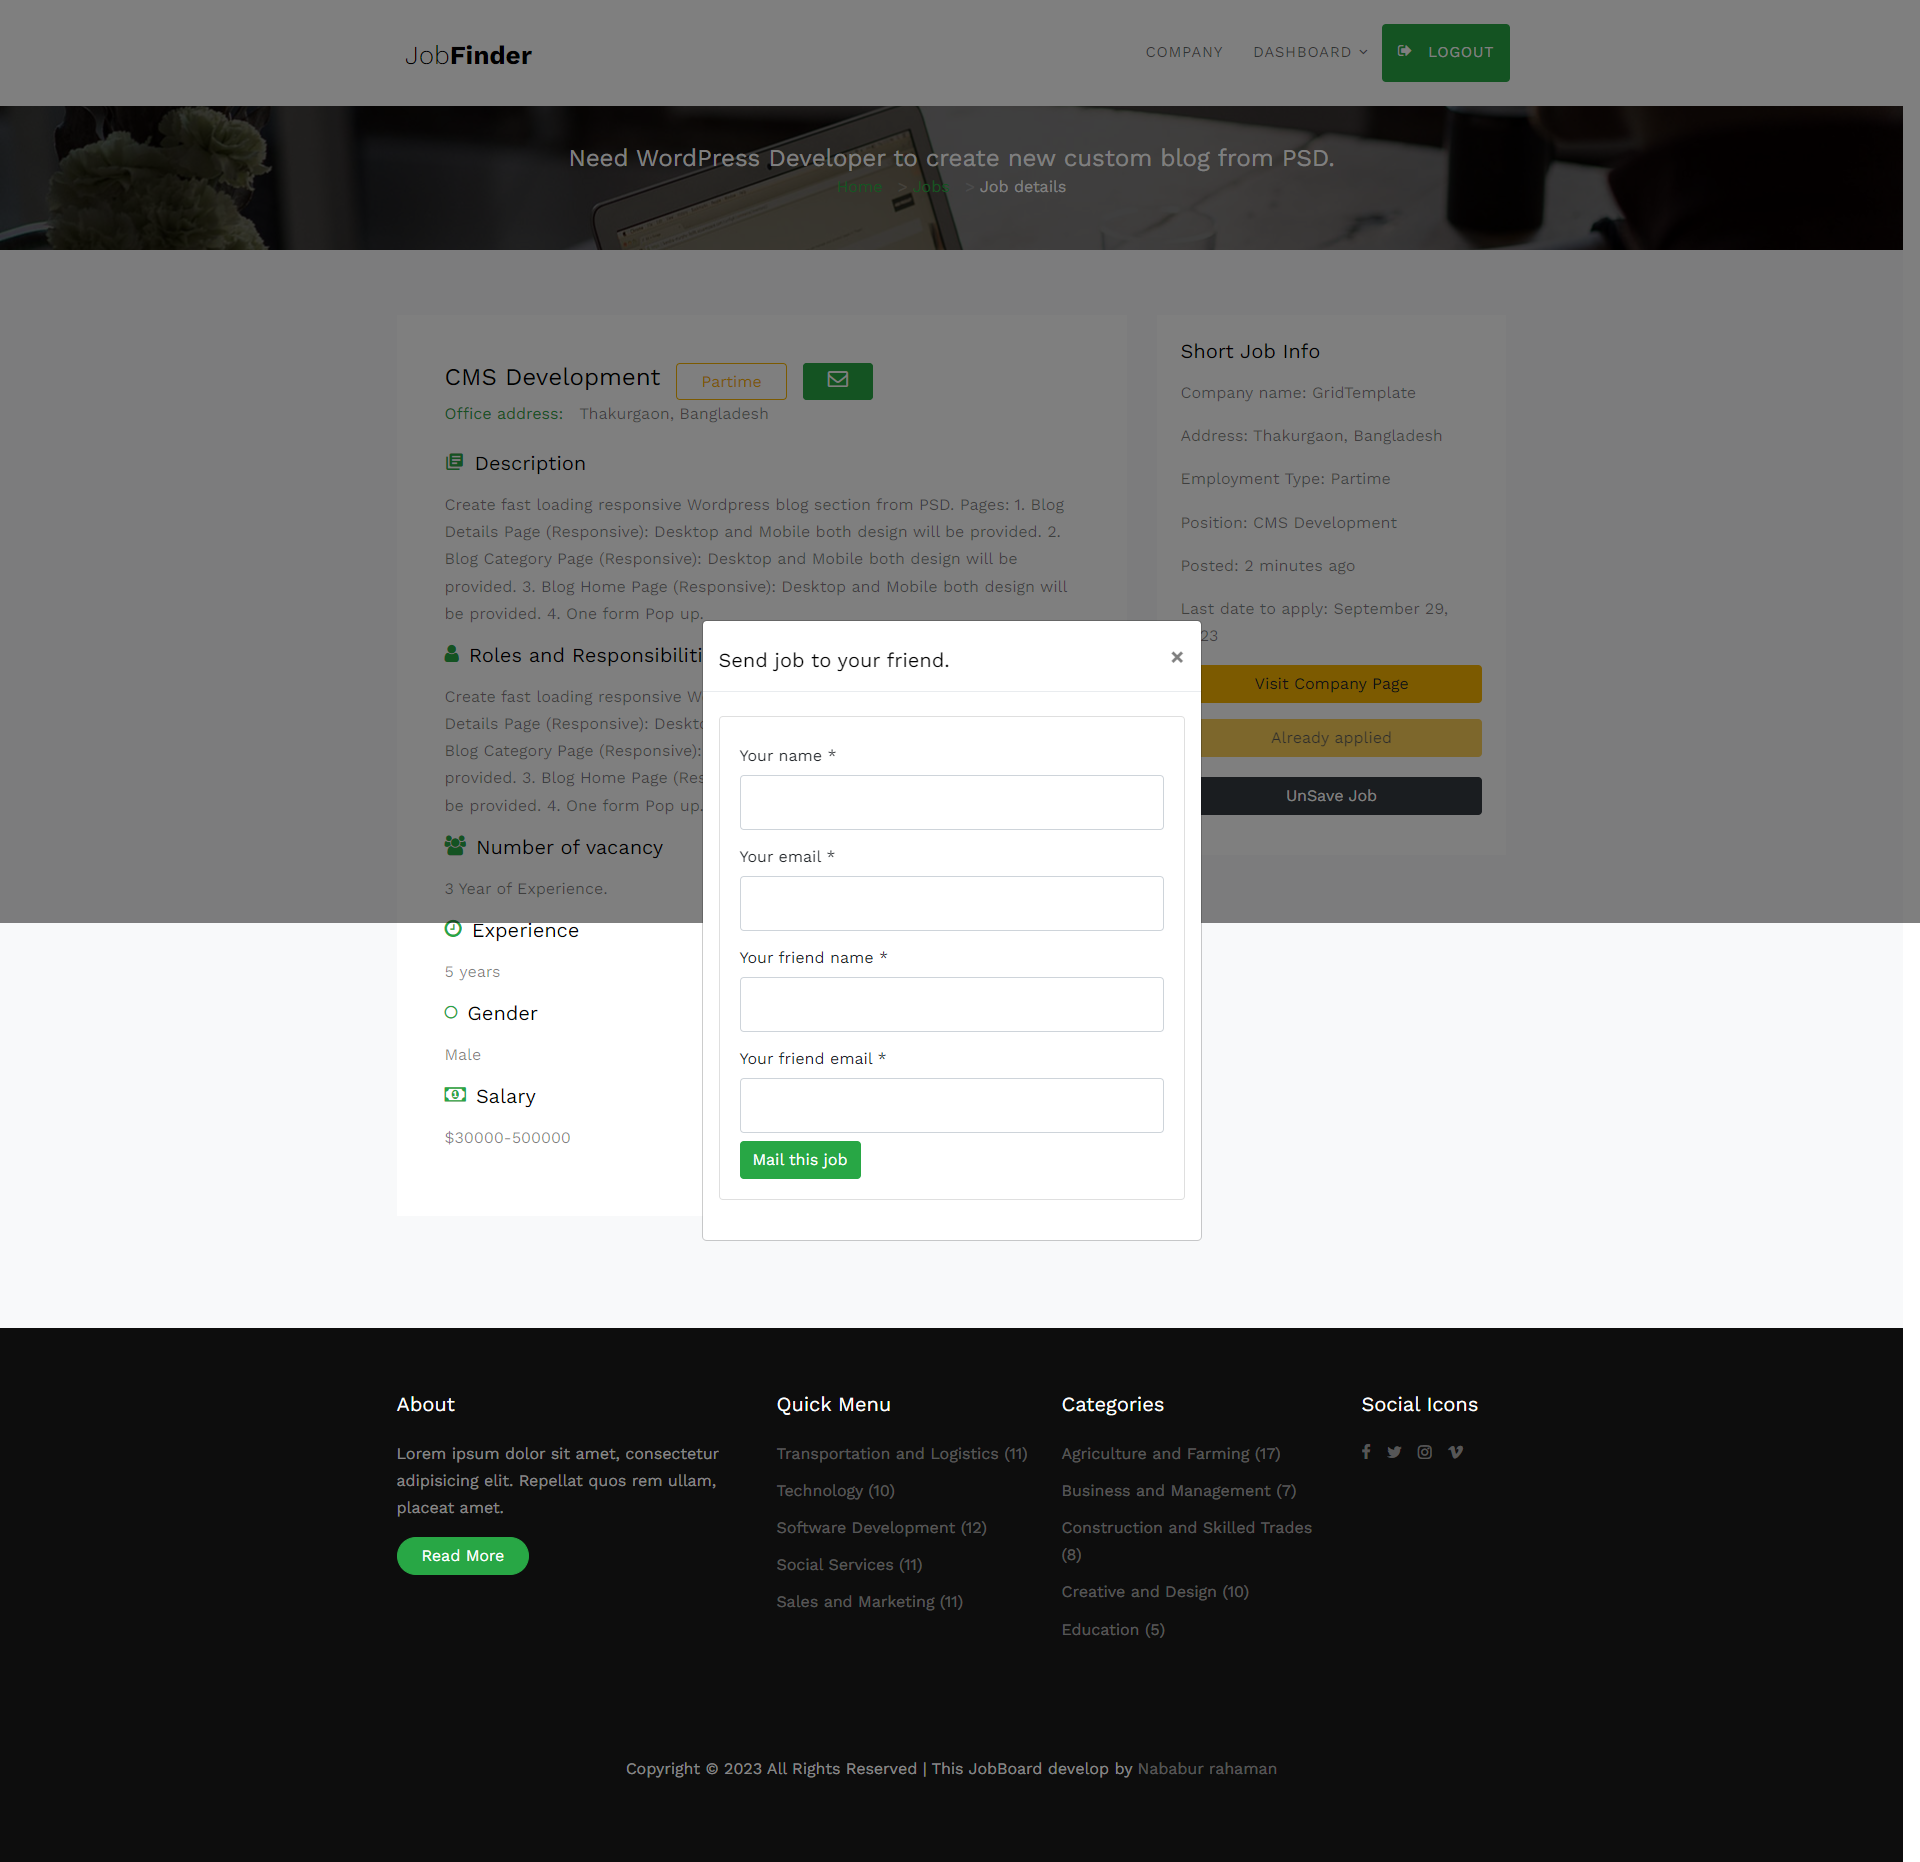 JobFinder
COMPANY
DASHBOARD
LOGOUT
Need WordPress Developer to create new custom blog from PSD.
Home > Jobs > Job details
CMS Development
Partime
Office address: Thakurgaon, Bangladesh
Description
Create fast loading responsive Wordpress blog section from PSD. Pages: 1. Blog
Details Page (Responsive): Desktop and Mobile both design will be provided. 2.
Blog Category Page (Responsive): Desktop and Mobile both design will be
provided. 3. Blog Home Page (Responsive): Desktop and Mobile both design will
be provided. 4. One form Pop up.
Roles and Responsibiliti
Create fast loading responsive W
Details Page (Responsive): Deskt
Blog Category Page (Responsive):
provided. 3. Blog Home Page (Res
be provided. 4. One form Pop up.
Number of vacancy
3 Year of Experience.
Experience
5 years
Gender
Male
Salary
$30000-500000
Short Job Info
Company name: GridTemplate
Address: Thakurgaon, Bangladesh
Employment Type: Partime
Position: CMS Development
Posted: 2 minutes ago
Last date to apply: September 29,
23
Visit Company Page
Already applied
UnSave Job
Send job to your friend.
×
Your name *
Your email *
Your friend name *
Your friend email *
Mail this job
About
Lorem ipsum dolor sit amet, consectetur
adipisicing elit. Repellat quos rem ullam,
placeat amet.
Read More
Quick Menu
Transportation and Logistics (11)
Technology (10)
Software Development (12)
Social Services (11)
Sales and Marketing (11)
Categories
Agriculture and Farming (17)
Business and Management (7)
Construction and Skilled Trades
(8)
Creative and Design (10)
Education (5)
Social Icons
Copyright © 2023 All Rights Reserved | This JobBoard develop by Nababur rahaman